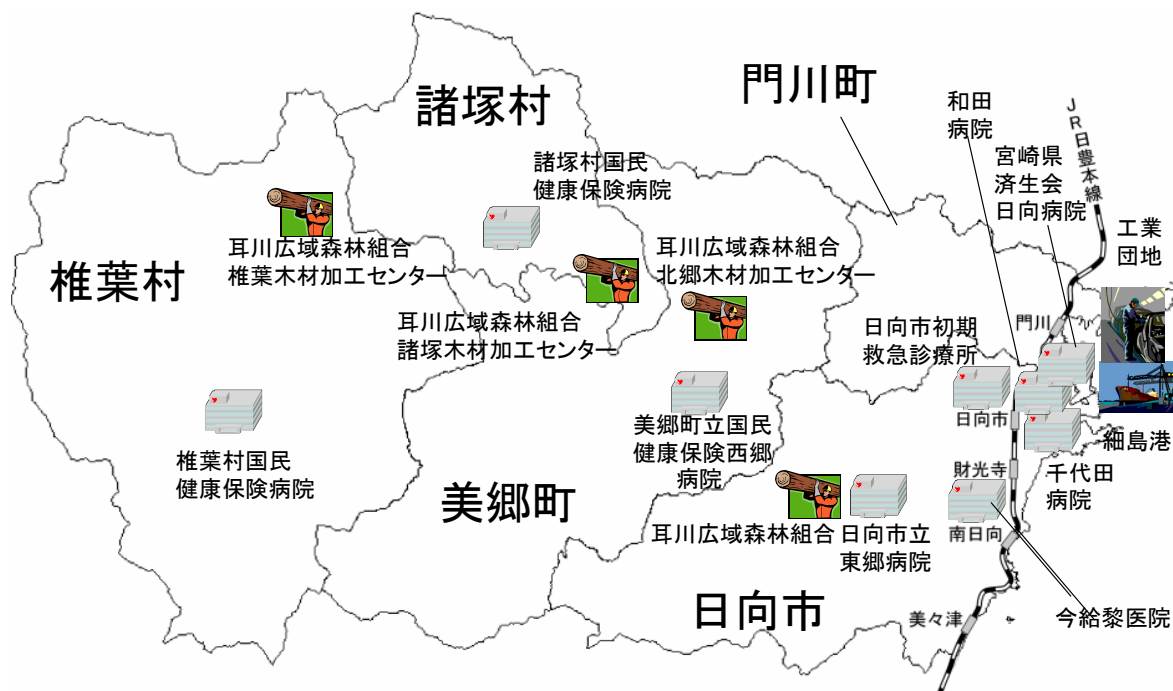 門川町
諸塚村
和田
病院
JR日豊本線
宮崎県
済生会
日向病院
諸塚村国民
健康保険病院
工業
団地
椎葉村
耳川広域森林組合
椎葉木材加工センター
耳川広域森林組合
北郷木材加工センター
耳川広域森林組合
諸塚木材加工センター
門川
日向市初期
救急診療所
日向市
細島港
美郷町立国民
健康保険西郷
病院
椎葉村国民
健康保険病院
財光寺
千代田
病院
美郷町
耳川広域森林組合
日向市立
東郷病院
南日向
日向市
美々津
今給黎医院